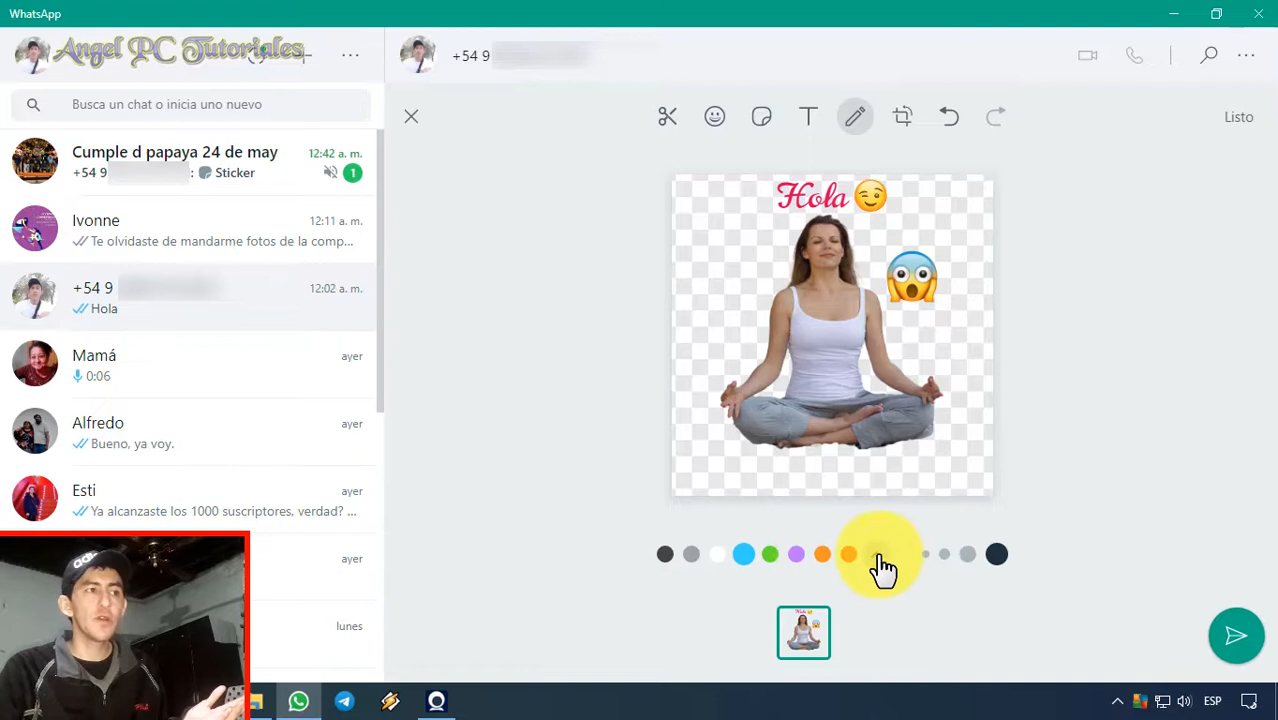 WhatsApp
Angel PC Tutoriales
Busca un chat o inicia uno nuevo
Cumple d papaya 24 de may
12:42 a. m.
+54 9 : Sticker
1
Ivonne
12:11 a. m.
Te olvidaste de mandarme fotos de la comp...
+54 9
12:02 a. m.
Hola
Mamá
ayer
0:06
Alfredo
ayer
Bueno, ya voy.
Esti
ayer
Ya alcanzaste los 1000 suscriptores, verdad? ...
ayer
lunes
+54 9
Listo
Hola
adidas
ESP